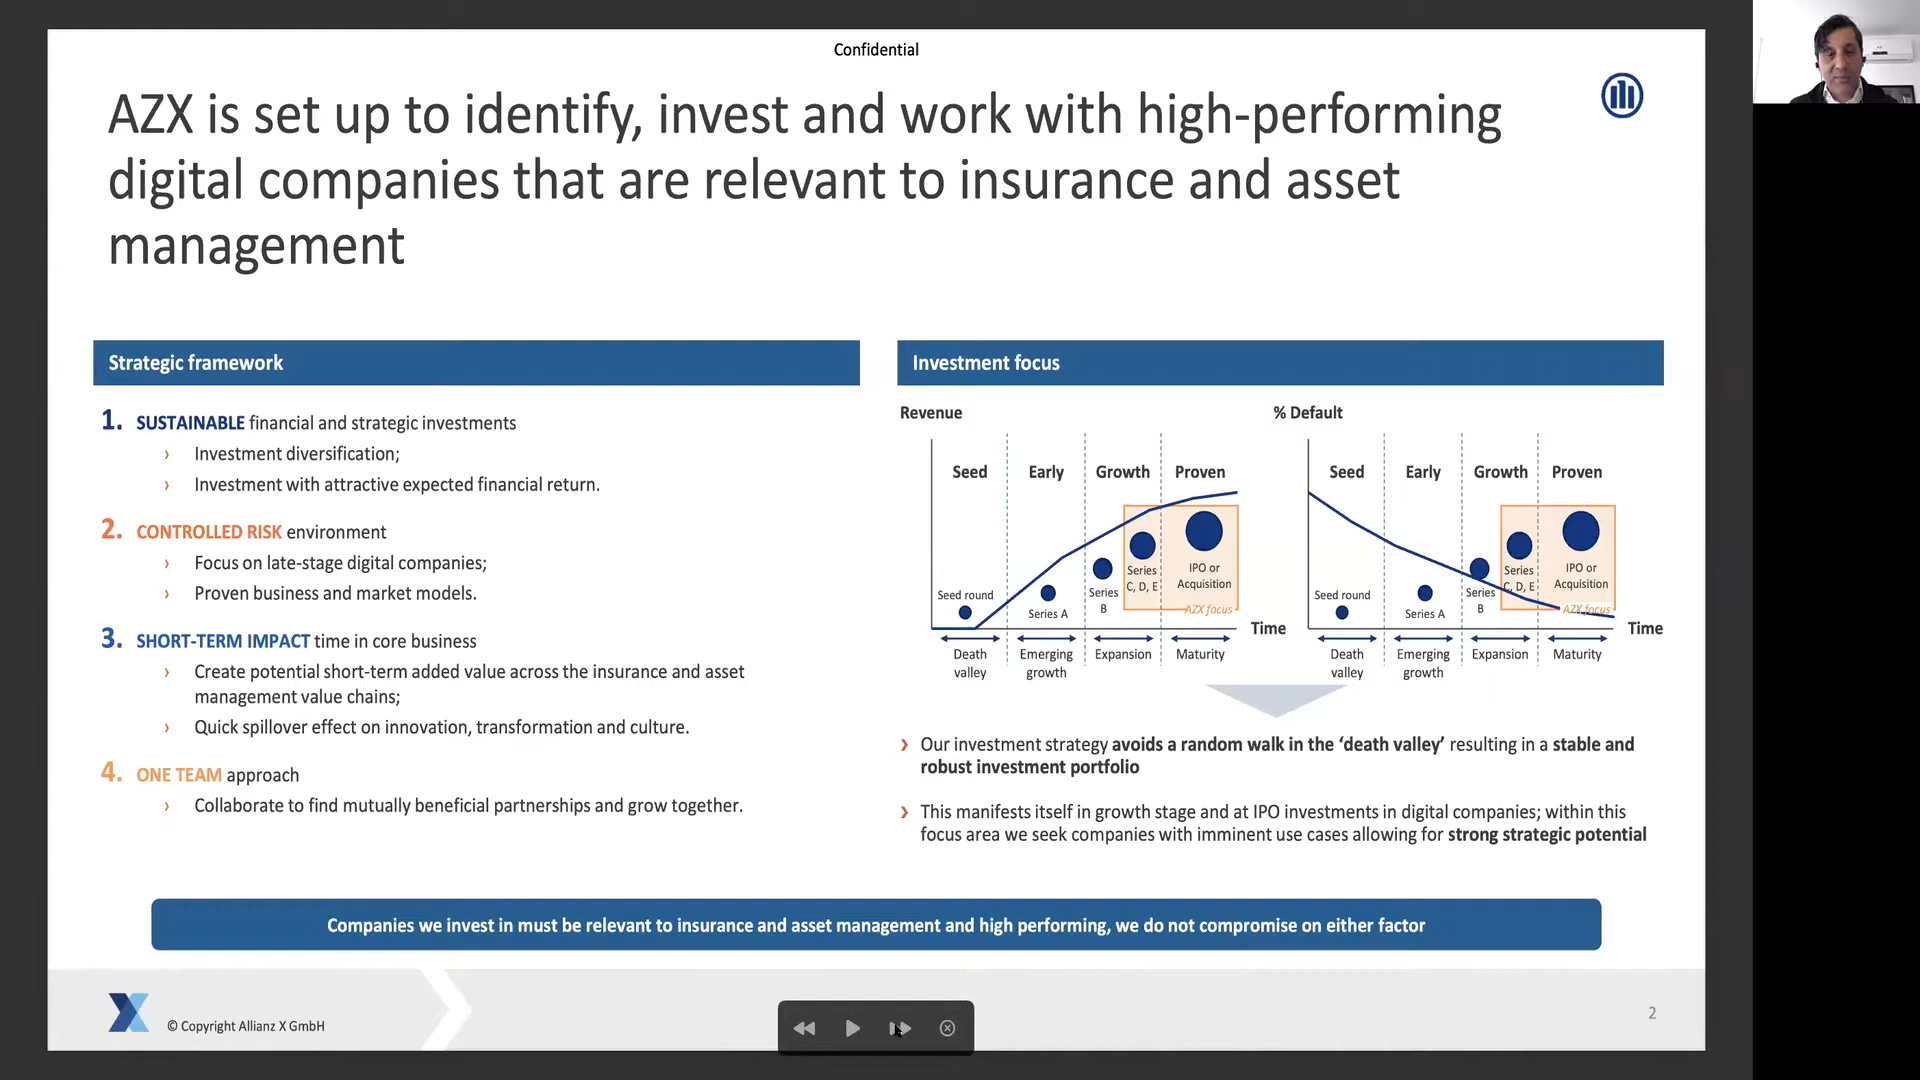 Confidential
AZX is set up to identify, invest and work with high-performing
digital companies that are relevant to insurance and asset
management
Strategic framework
1. SUSTAINABLE financial and strategic investments
› Investment diversification;
› Investment with attractive expected financial return.
2. CONTROLLED RISK environment
› Focus on late-stage digital companies;
› Proven business and market models.
3. SHORT-TERM IMPACT time in core business
› Create potential short-term added value across the insurance and asset
management value chains;
› Quick spillover effect on innovation, transformation and culture.
4. ONE TEAM approach
› Collaborate to find mutually beneficial partnerships and grow together.
Investment focus
Revenue
Seed Early Growth Proven
Seed round
Series A
Series
B
Series
C, D, E
IPO or
Acquisition
AZX focus
Time
Death
valley
Emerging
growth
Expansion
Maturity
% Default
Seed Early Growth Proven
Seed round
Series A
Series
B
Series
C, D, E
IPO or
Acquisition
AZX focus
Time
Death
valley
Emerging
growth
Expansion
Maturity
› Our investment strategy avoids a random walk in the ‘death valley’ resulting in a stable and
robust investment portfolio
› This manifests itself in growth stage and at IPO investments in digital companies; within this
focus area we seek companies with imminent use cases allowing for strong strategic potential
Companies we invest in must be relevant to insurance and asset management and high performing, we do not compromise on either factor
© Copyright Allianz X GmbH
2